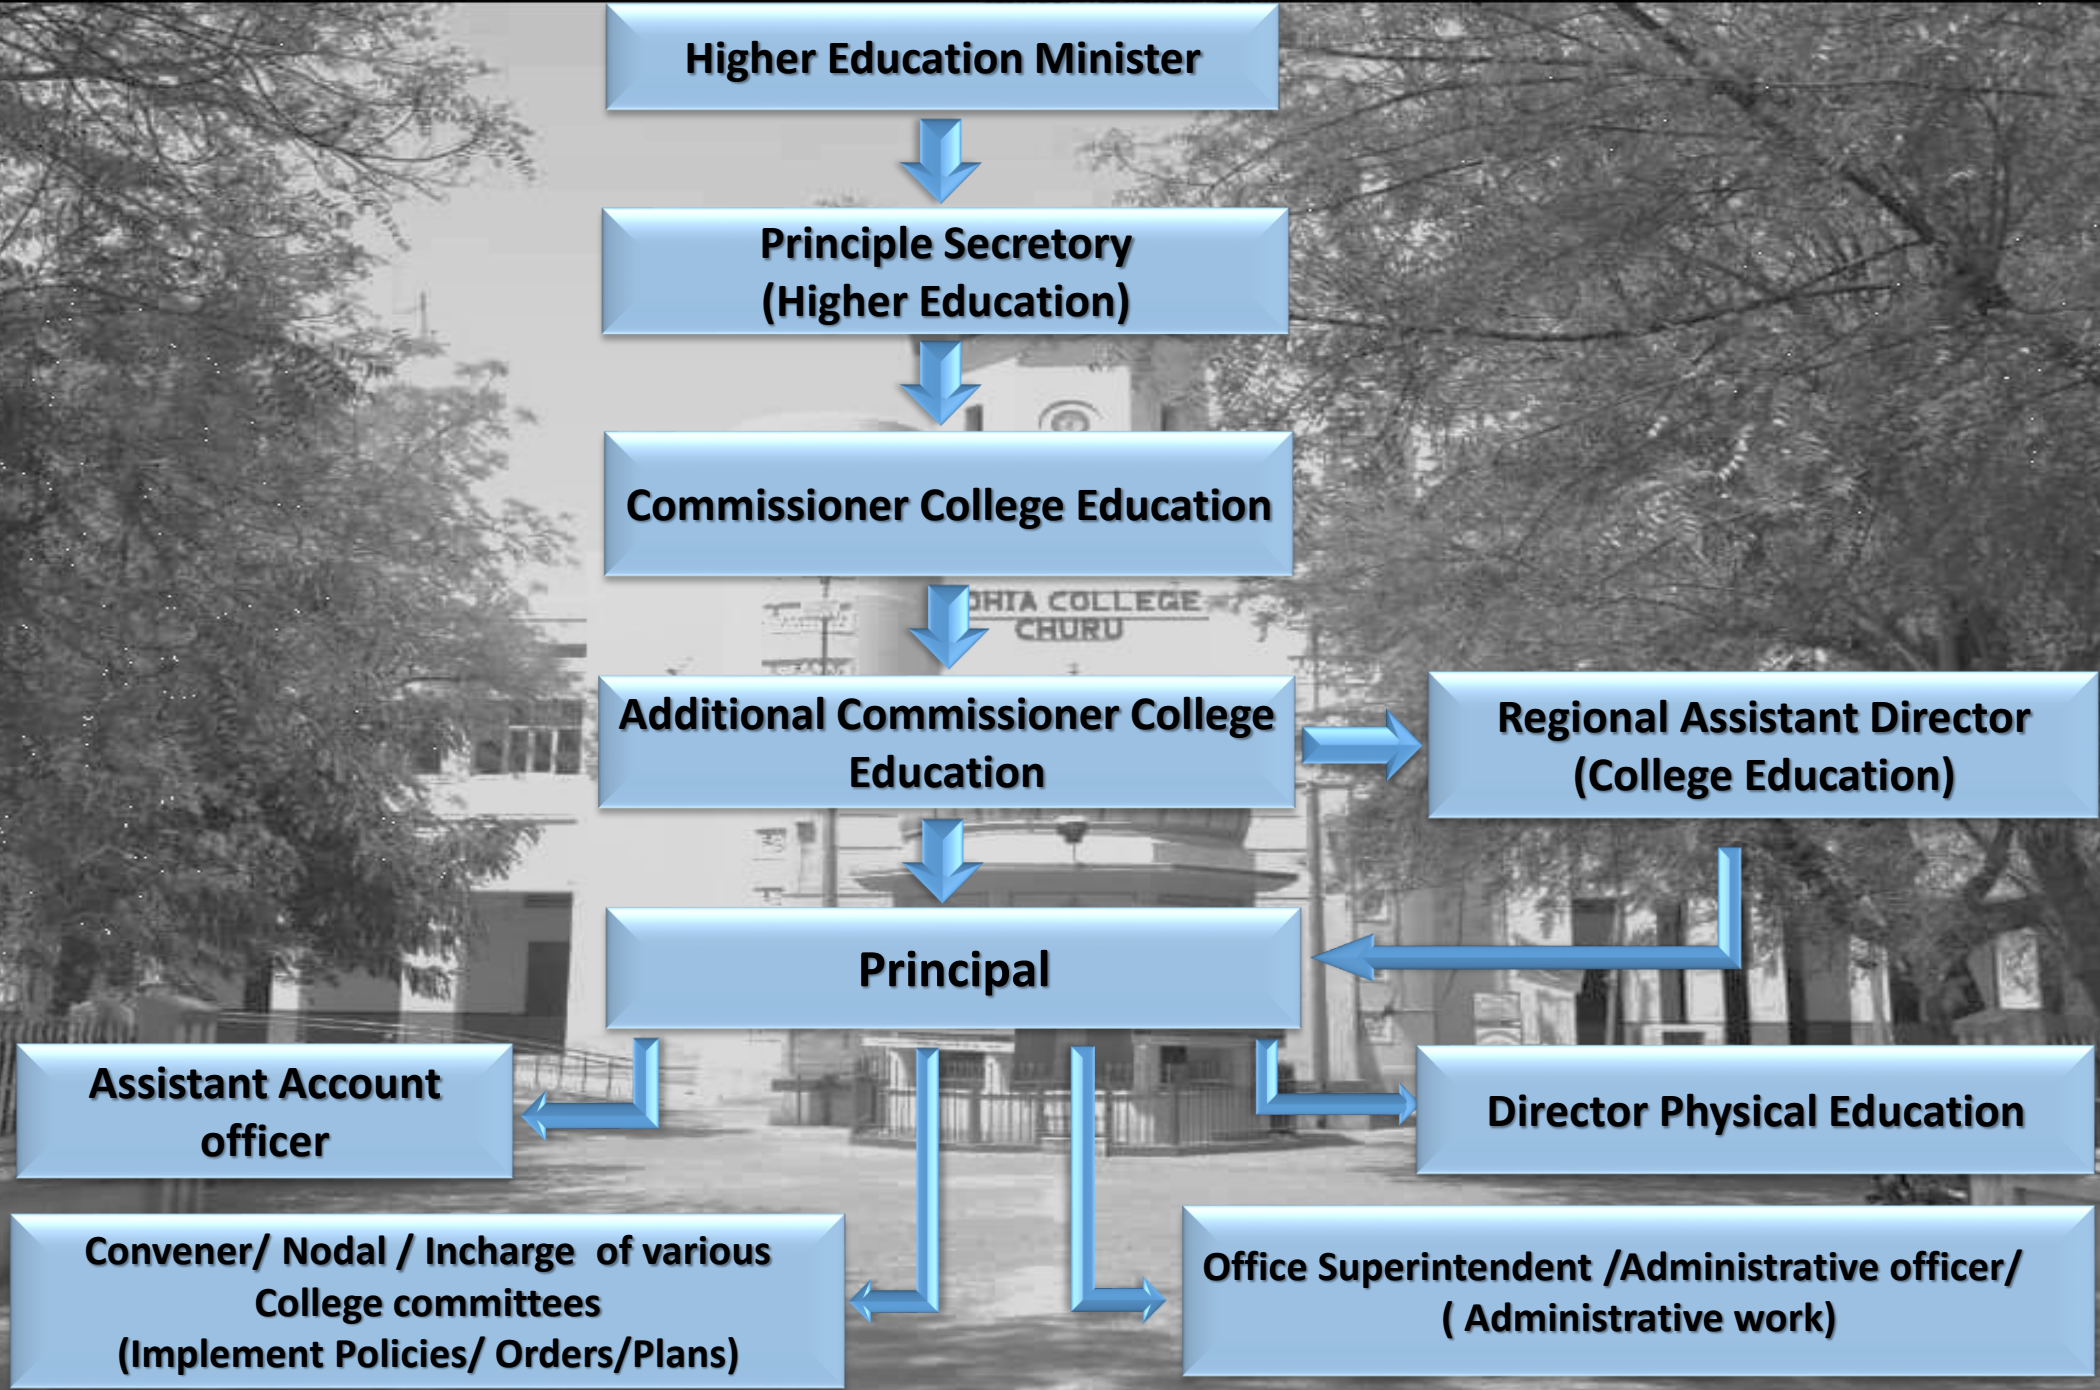 Higher Education Minister
Principle Secretory
(Higher Education)
Commissioner College Education
COLLEGE
CHURU
Additional Commissioner College
Education
Regional Assistant Director
(College Education)
Principal
Assistant Account
officer
Director Physical Education
Convener/ Nodal / Incharge of various
College committees
(Implement Policies/ Orders/Plans)
Office Superintendent /Administrative officer/
( Administrative work)